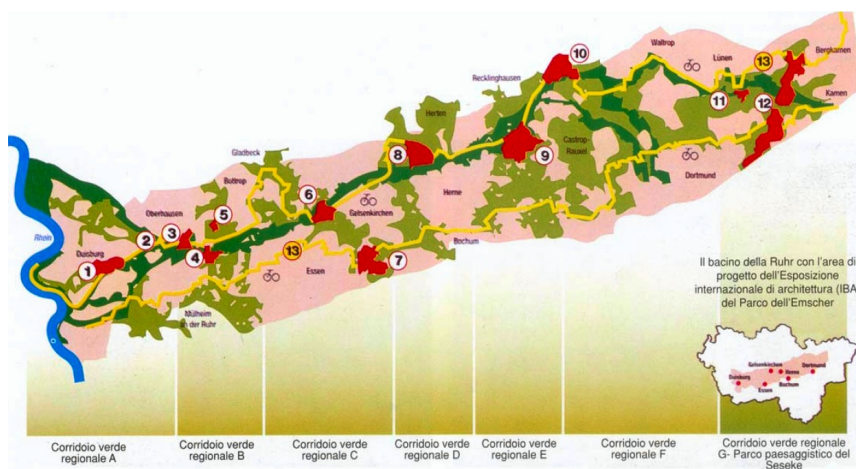 Bergkamen
Waltrop
Lünen
13
10
Recklinghausen
Kamen
11
12
Herten
Castrop-
Rauxel
Gladbeck
8
9
Dortmund
Bottrop
6
Herne
Oberhausen
5
Gelsenkirchen
Rhein
2
3
Bochum
Duisburg
4
13
Essen
7
1
Mülheim
an der Ruhr
Il bacino della Ruhr con l'area di
progetto dell'Esposizione
internazionale di architettura (IBA)
del Parco dell'Emscher
Gelsenkirchen
Dortmund
Herne
Duisburg
Bochum
Essen
Corridoio verde
regionale A
Corridoio verde
regionale B
Corridoio verde
regionale C
Corridoio verde
regionale D
Corridoio verde
regionale E
Corridoio verde
regionale F
Corridoio verde regionale
G- Parco paesaggistico del
Seseke